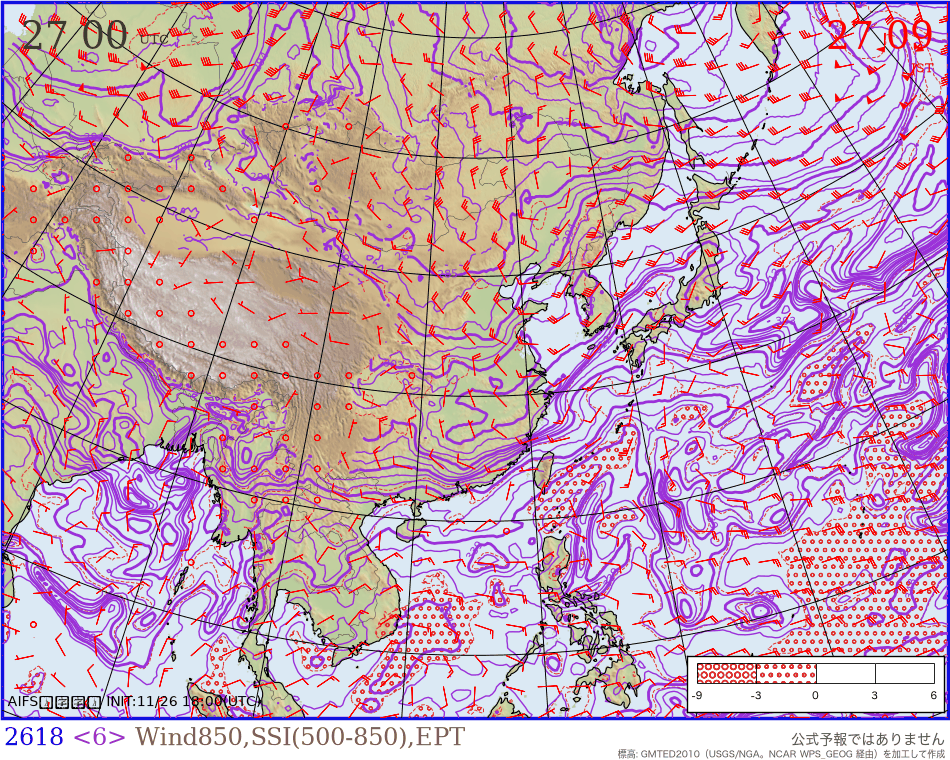 27.00 UTC
27.09
JST
AIFS INIT:11/26 18:00(UTC)
-9 -3 0 3 6
2618 <6> Wind850,SSI(500-850),EPT
公式予報ではありません
標高: GMTED2010（USGS/NGA。NCAR WPS_GEOG 経由）を加工して作成